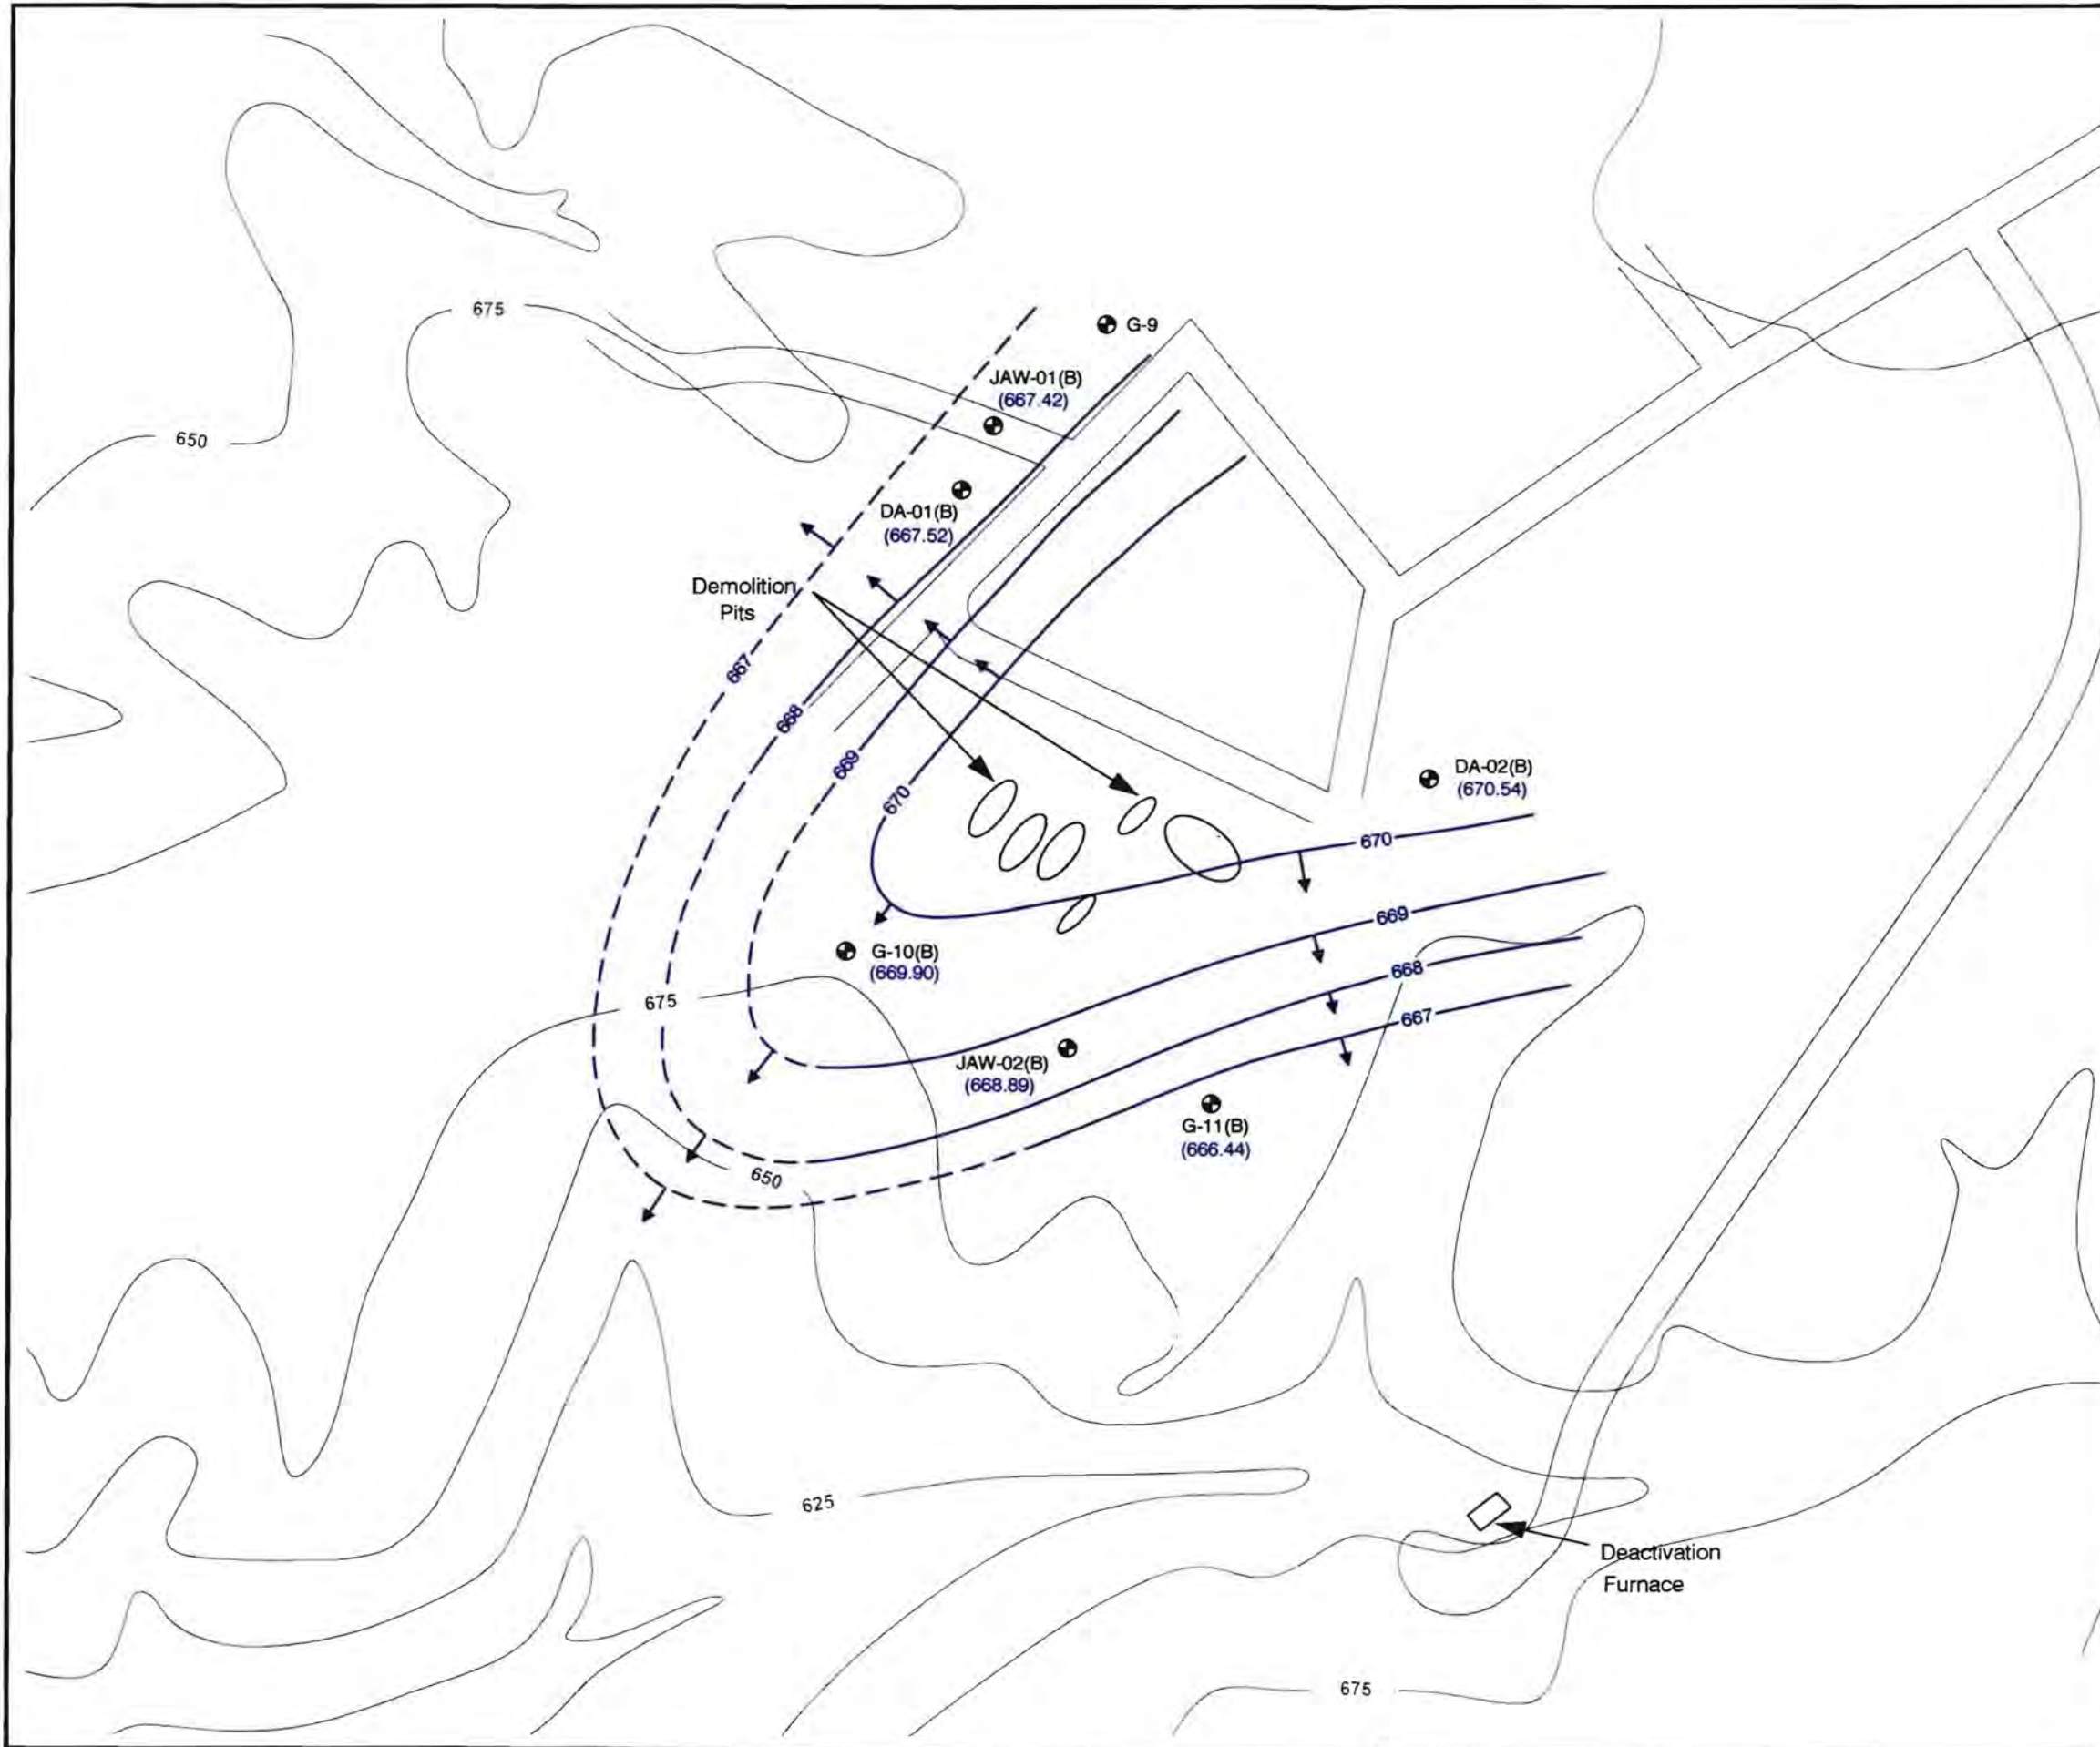 675
G-9
JAW-01(B)
(667.42)
650
DA-01(B)
(667.52)
Demolition
Pits
667
668
669
670
DA-02(B)
(670.54)
670
669
G-10(B)
(669.90)
668
675
667
JAW-02(B)
(668.89)
G-11(B)
(666.44)
650
625
Deactivation
Furnace
675